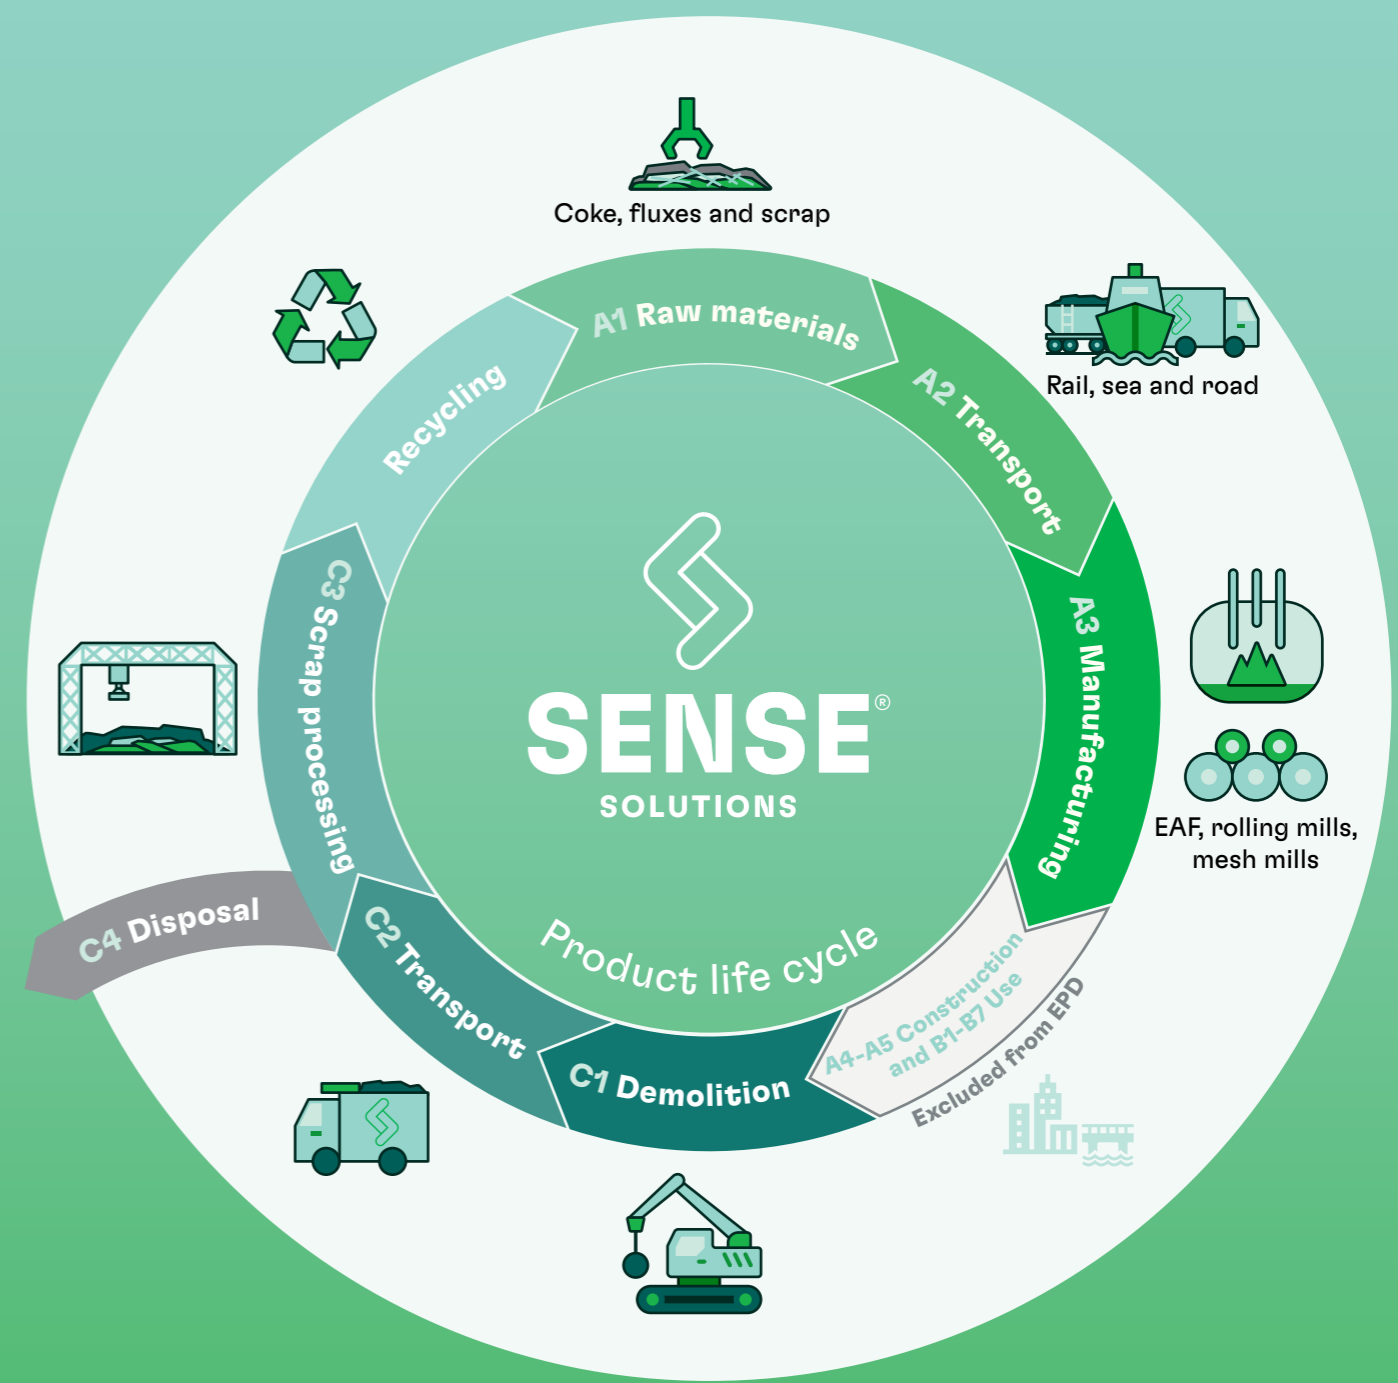 Coke, fluxes and scrap
A1 Raw materials
Rail, sea and road
A2 Transport
A3 Manufacturing
EAF, rolling mills,
mesh mills
A4-A5 Construction
and B1-B7 Use
Excluded from EPD
C1 Demolition
C2 Transport
C4 Disposal
C3 Scrap processing
Recycling
SENSE®
SOLUTIONS
Product life cycle